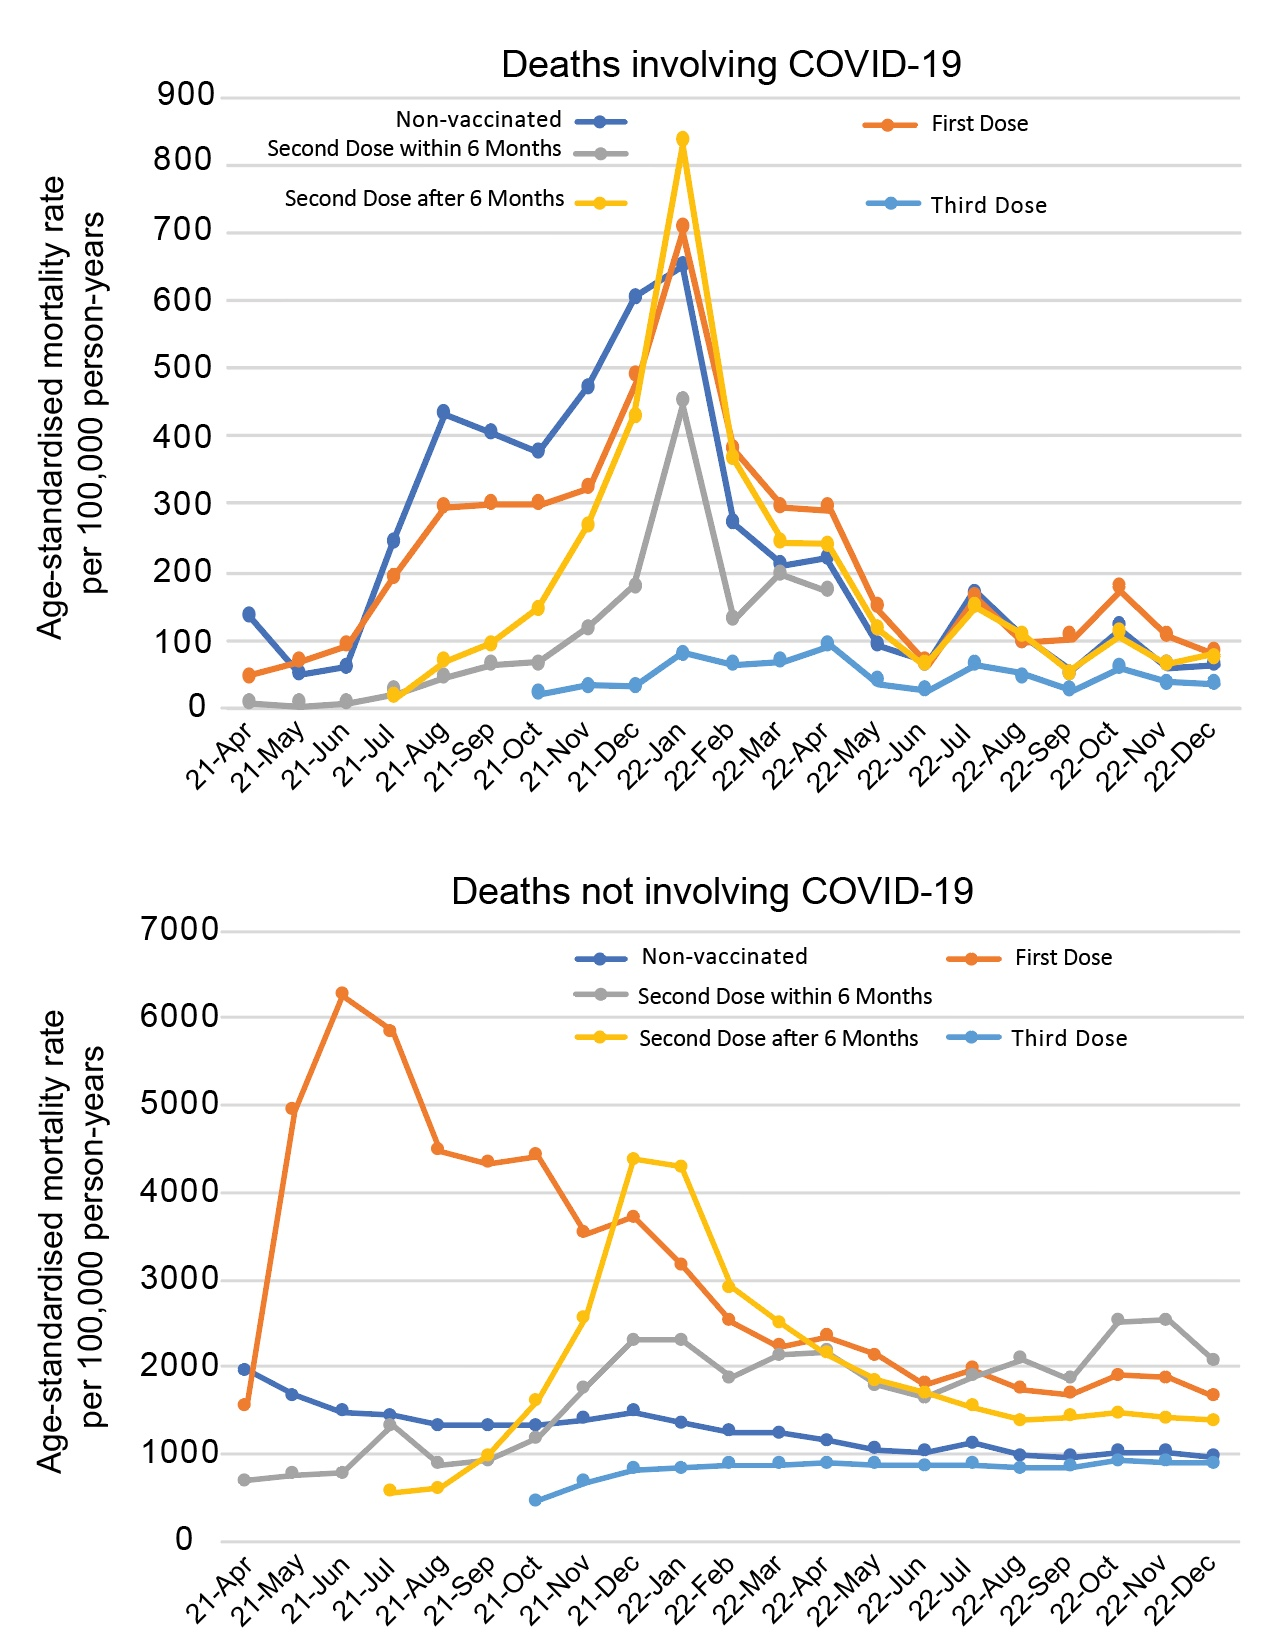 Deaths involving COVID-19
Age-standardised mortality rate
per 100,000 person-years
900
800
700
600
500
400
300
200
100
0
Non-vaccinated
First Dose
Second Dose within 6 Months
Second Dose after 6 Months
Third Dose
21-Apr
21-May
21-Jun
21-Jul
21-Aug
21-Sep
21-Oct
21-Nov
21-Dec
22-Jan
22-Feb
22-Mar
22-Apr
22-May
22-Jun
22-Jul
22-Aug
22-Sep
22-Oct
22-Nov
22-Dec
Deaths not involving COVID-19
Age-standardised mortality rate
per 100,000 person-years
7000
6000
5000
4000
3000
2000
1000
0
Non-vaccinated
First Dose
Second Dose within 6 Months
Second Dose after 6 Months
Third Dose
21-Apr
21-May
21-Jun
21-Jul
21-Aug
21-Sep
21-Oct
21-Nov
21-Dec
22-Jan
22-Feb
22-Mar
22-Apr
22-May
22-Jun
22-Jul
22-Aug
22-Sep
22-Oct
22-Nov
22-Dec